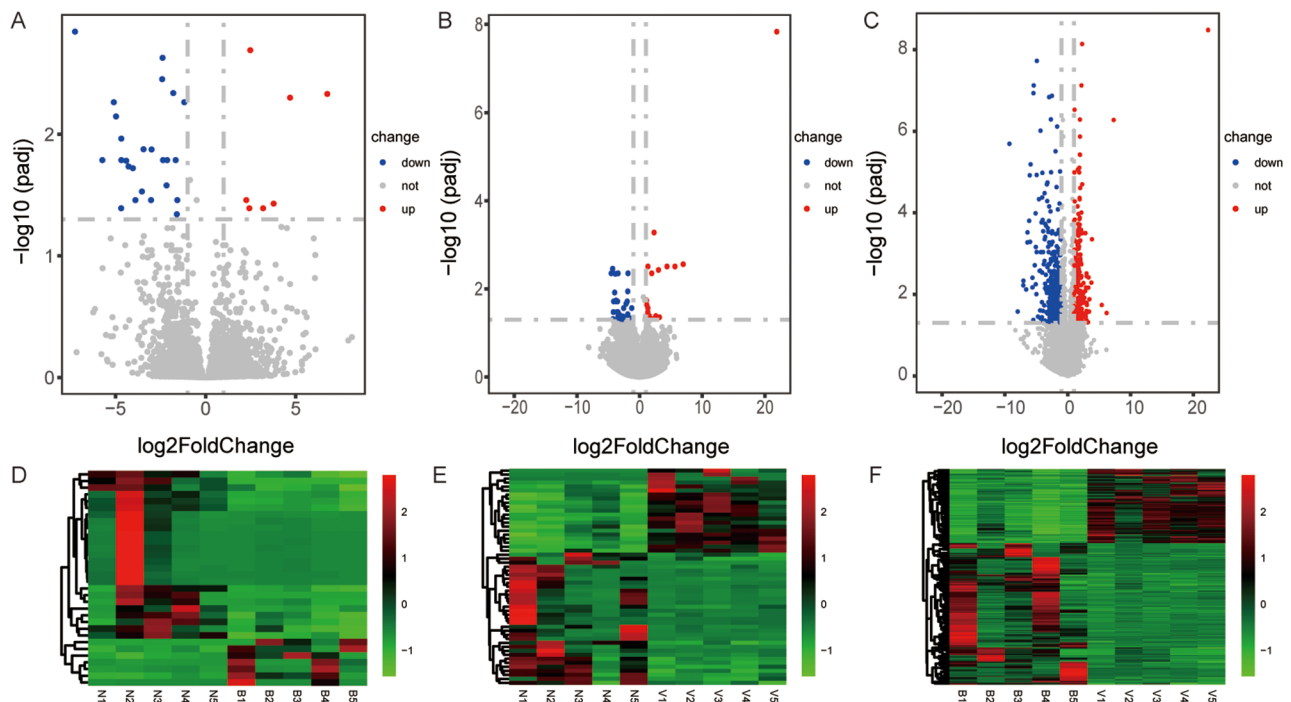 A
−log10 (padj)
2
1
0
−5
0
5
log2FoldChange
change
down
not
up
B
−log10 (padj)
8
6
4
2
0
−20
−10
0
10
20
log2FoldChange
change
down
not
up
C
−log10 (padj)
8
6
4
2
0
−20
−10
0
10
20
log2FoldChange
change
down
not
up
D
2
1
0
−1
N1 N2 N3 N4 N5 B1 B2 B3 B4 B5
E
2
1
0
−1
N1 N2 N3 N4 N5 V1 V2 V3 V4 V5
F
2
1
0
−1
B1 B2 B3 B4 B5 V1 V2 V3 V4 V5